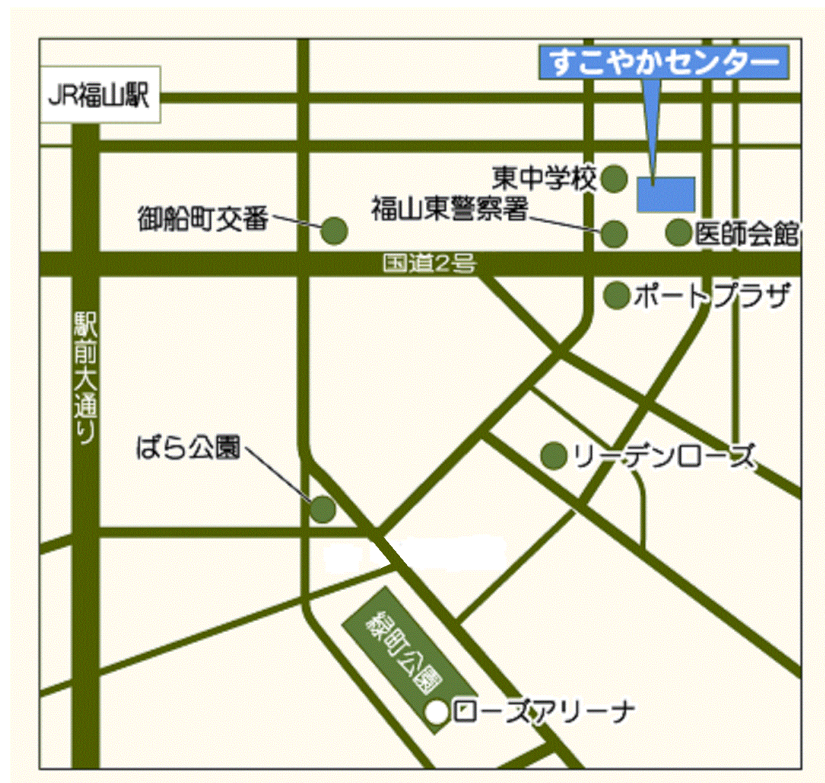 すこやかセンター
JR福山駅
東中学校
福山東警察署
御船町交番
医師会館
国道2号
ポートプラザ
駅前大通り
ばら公園
リーデンローズ
緑町公園
ローズアリーナ